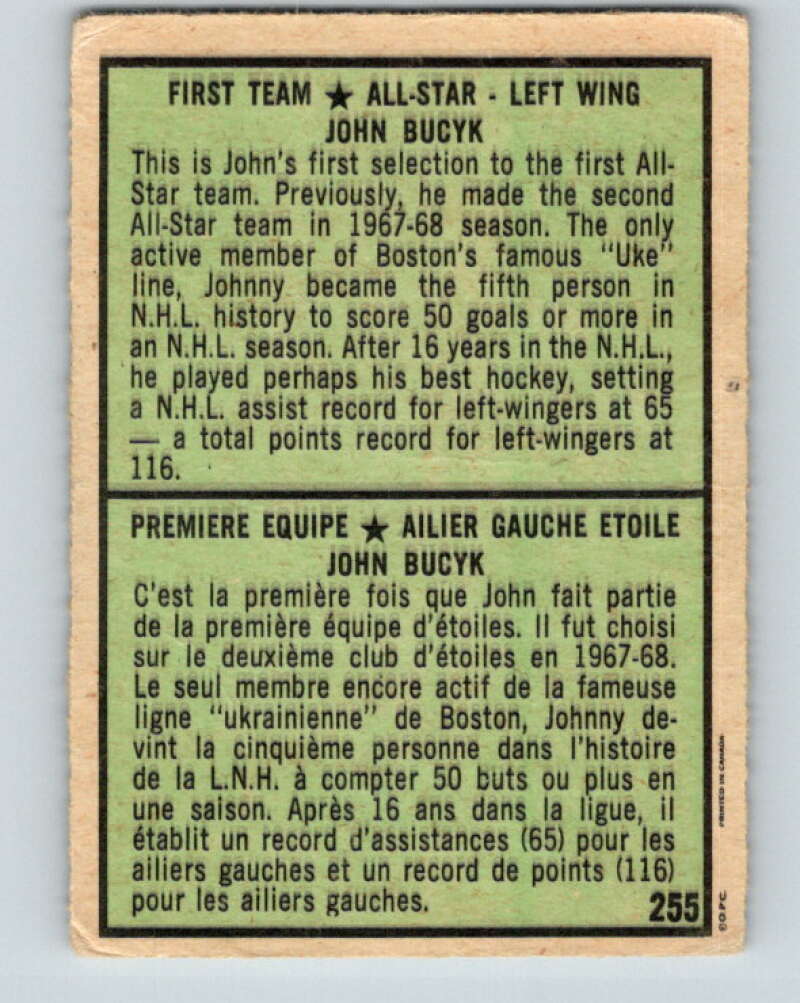 FIRST TEAM ★ ALL-STAR - LEFT WING
JOHN BUCYK
This is John's first selection to the first All-
Star team. Previously, he made the second
All-Star team in 1967-68 season. The only
active member of Boston's famous "Uke"
line, Johnny became the fifth person in
N.H.L. history to score 50 goals or more in
an N.H.L. season. After 16 years in the N.H.L.,
he played perhaps his best hockey, setting
a N.H.L. assist record for left-wingers at 65
— a total points record for left-wingers at
116.
PREMIERE EQUIPE ★ AILIER GAUCHE ETOILE
JOHN BUCYK
C'est la première fois que John fait partie
de la première équipe d'étoiles. Il fut choisi
sur le deuxième club d'étoiles en 1967-68.
Le seul membre encore actif de la fameuse
ligne "ukrainienne" de Boston, Johnny de-
vint la cinquième personne dans l'histoire
de la L.N.H. à compter 50 buts ou plus en
une saison. Après 16 ans dans la ligue, il
établit un record d'assistances (65) pour les
ailiers gauches et un record de points (116)
pour les ailiers gauches.
255
©O.P.C.
PRINTED IN CANADA